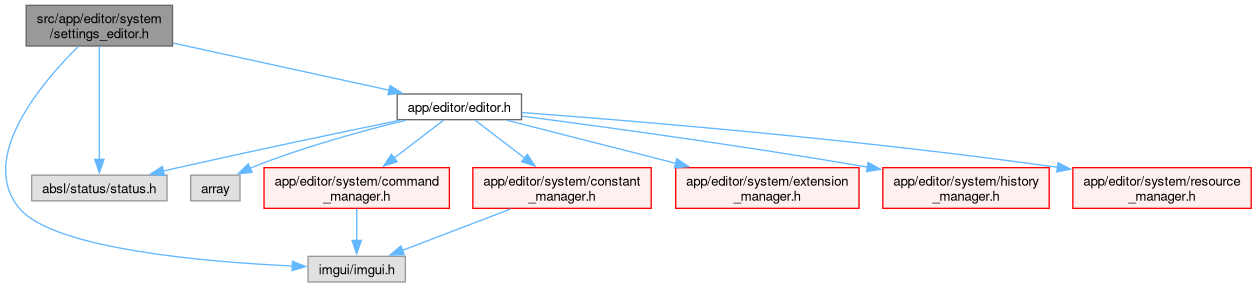 src/app/editor/system
/settings_editor.h
app/editor/editor.h
absl/status/status.h
array
app/editor/system/command
_manager.h
app/editor/system/constant
_manager.h
app/editor/system/extension
_manager.h
app/editor/system/history
_manager.h
app/editor/system/resource
_manager.h
imgui/imgui.h